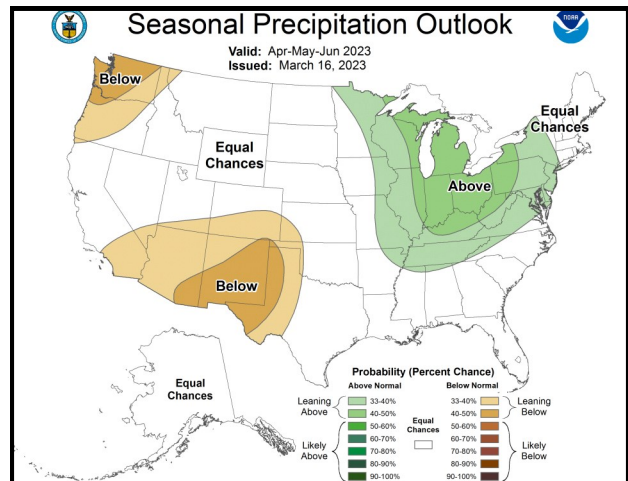 Seasonal Precipitation Outlook
NOAA
Valid: Apr-May-Jun 2023
Issued: March 16, 2023
Below
Equal
Chances
Equal
Chances
Above
Below
Equal
Chances
Probability (Percent Chance)
Above Normal
Below Normal
Leaning
Above
33-40%
40-50%
Likely
Above
50-60%
60-70%
70-80%
80-90%
90-100%
Equal
Chances
33-40%
40-50%
Leaning
Below
50-60%
60-70%
70-80%
80-90%
90-100%
Likely
Below